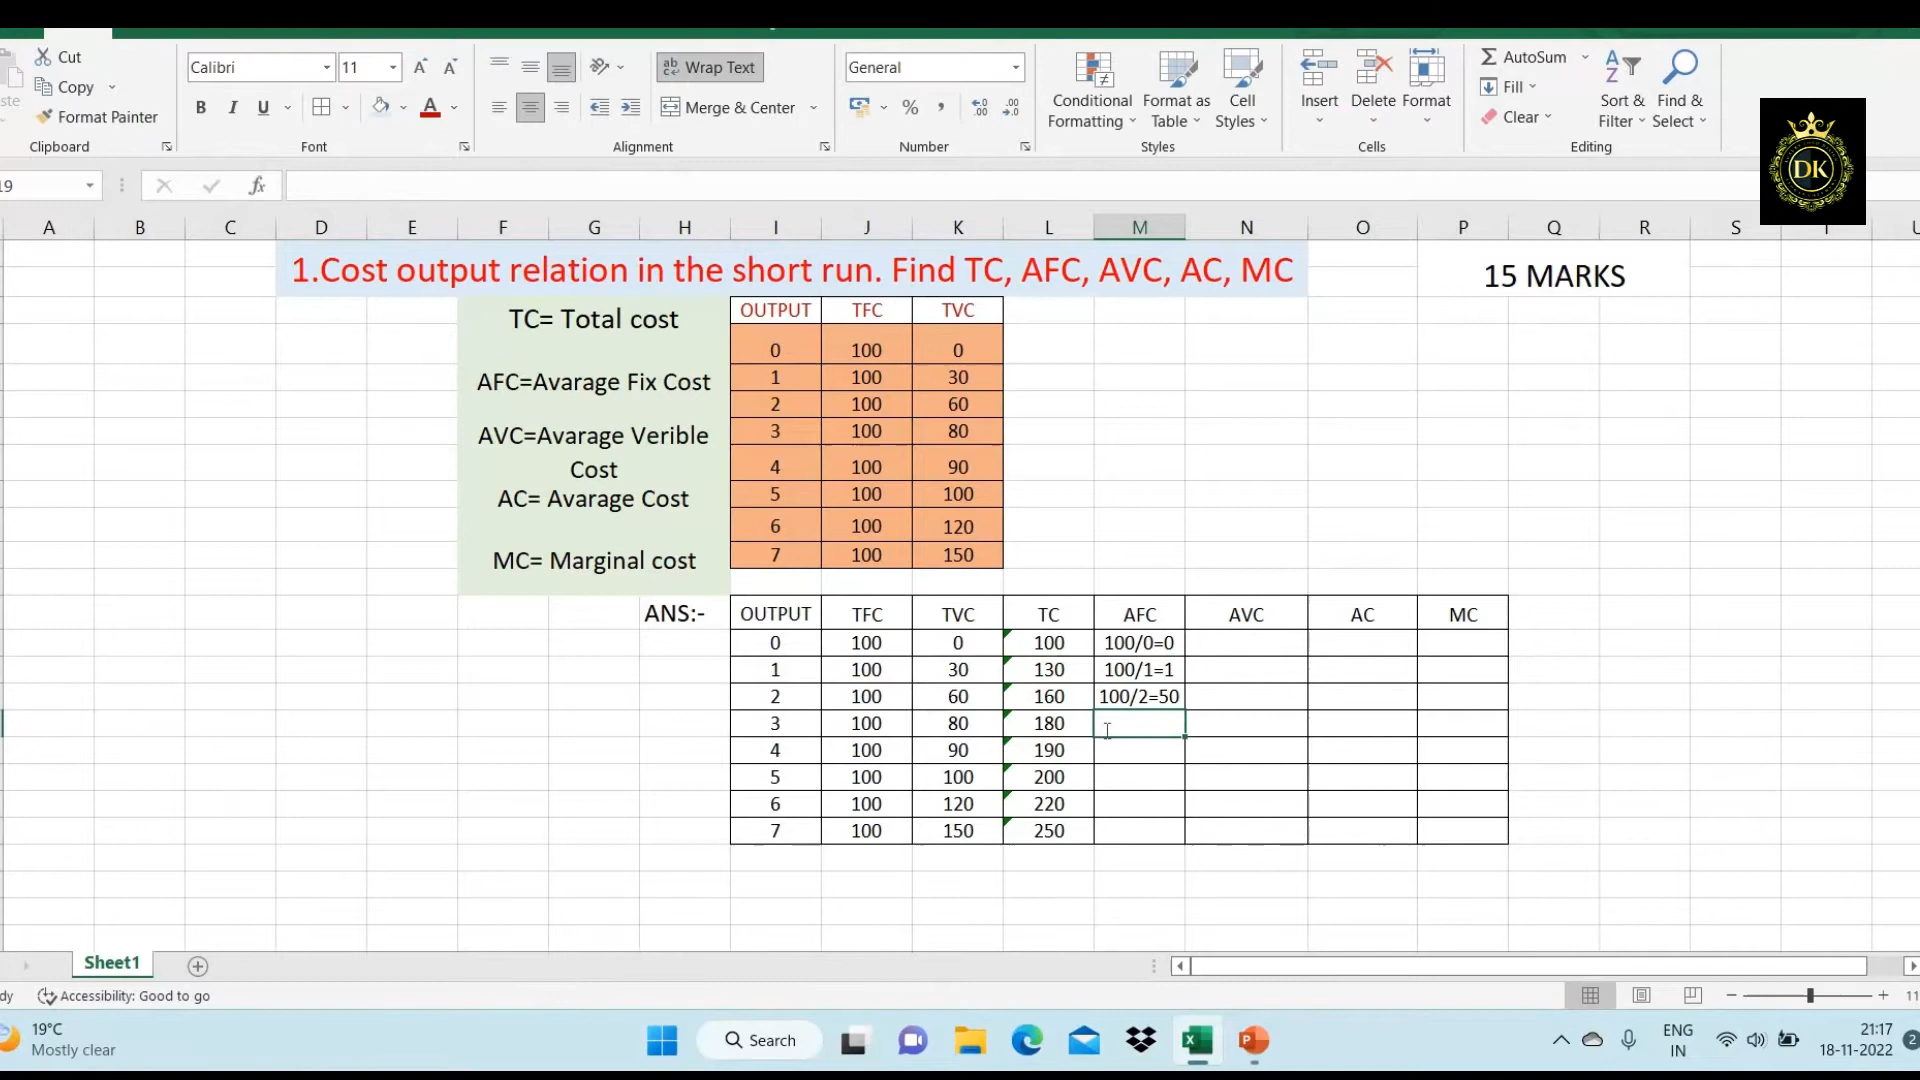 Cut
Calibri
11
Wrap Text
General
AutoSum
Copy
Fill
Format Painter
B I U
A
Merge & Center
%
Conditional Formatting
Format as Table
Cell Styles
Insert
Delete
Format
Sort & Filter
Find & Select
Clear
Clipboard
Font
Alignment
Number
Styles
Cells
Editing
DK
fx
A B C D E F G H I J K L M N O P Q R S
1.Cost output relation in the short run. Find TC, AFC, AVC, AC, MC
15 MARKS
TC= Total cost
AFC=Avarage Fix Cost
AVC=Avarage Verible
Cost
AC= Avarage Cost
MC= Marginal cost
OUTPUT TFC TVC
0 100 0
1 100 30
2 100 60
3 100 80
4 100 90
5 100 100
6 100 120
7 100 150
ANS:- OUTPUT TFC TVC TC AFC AVC AC MC
0 100 0 100 100/0=0
1 100 30 130 100/1=1
2 100 60 160 100/2=50
3 100 80 180
4 100 90 190
5 100 100 200
6 100 120 220
7 100 150 250
Sheet1
Accessibility: Good to go
19°C
Mostly clear
Search
ENG
IN
21:17
18-11-2022
2